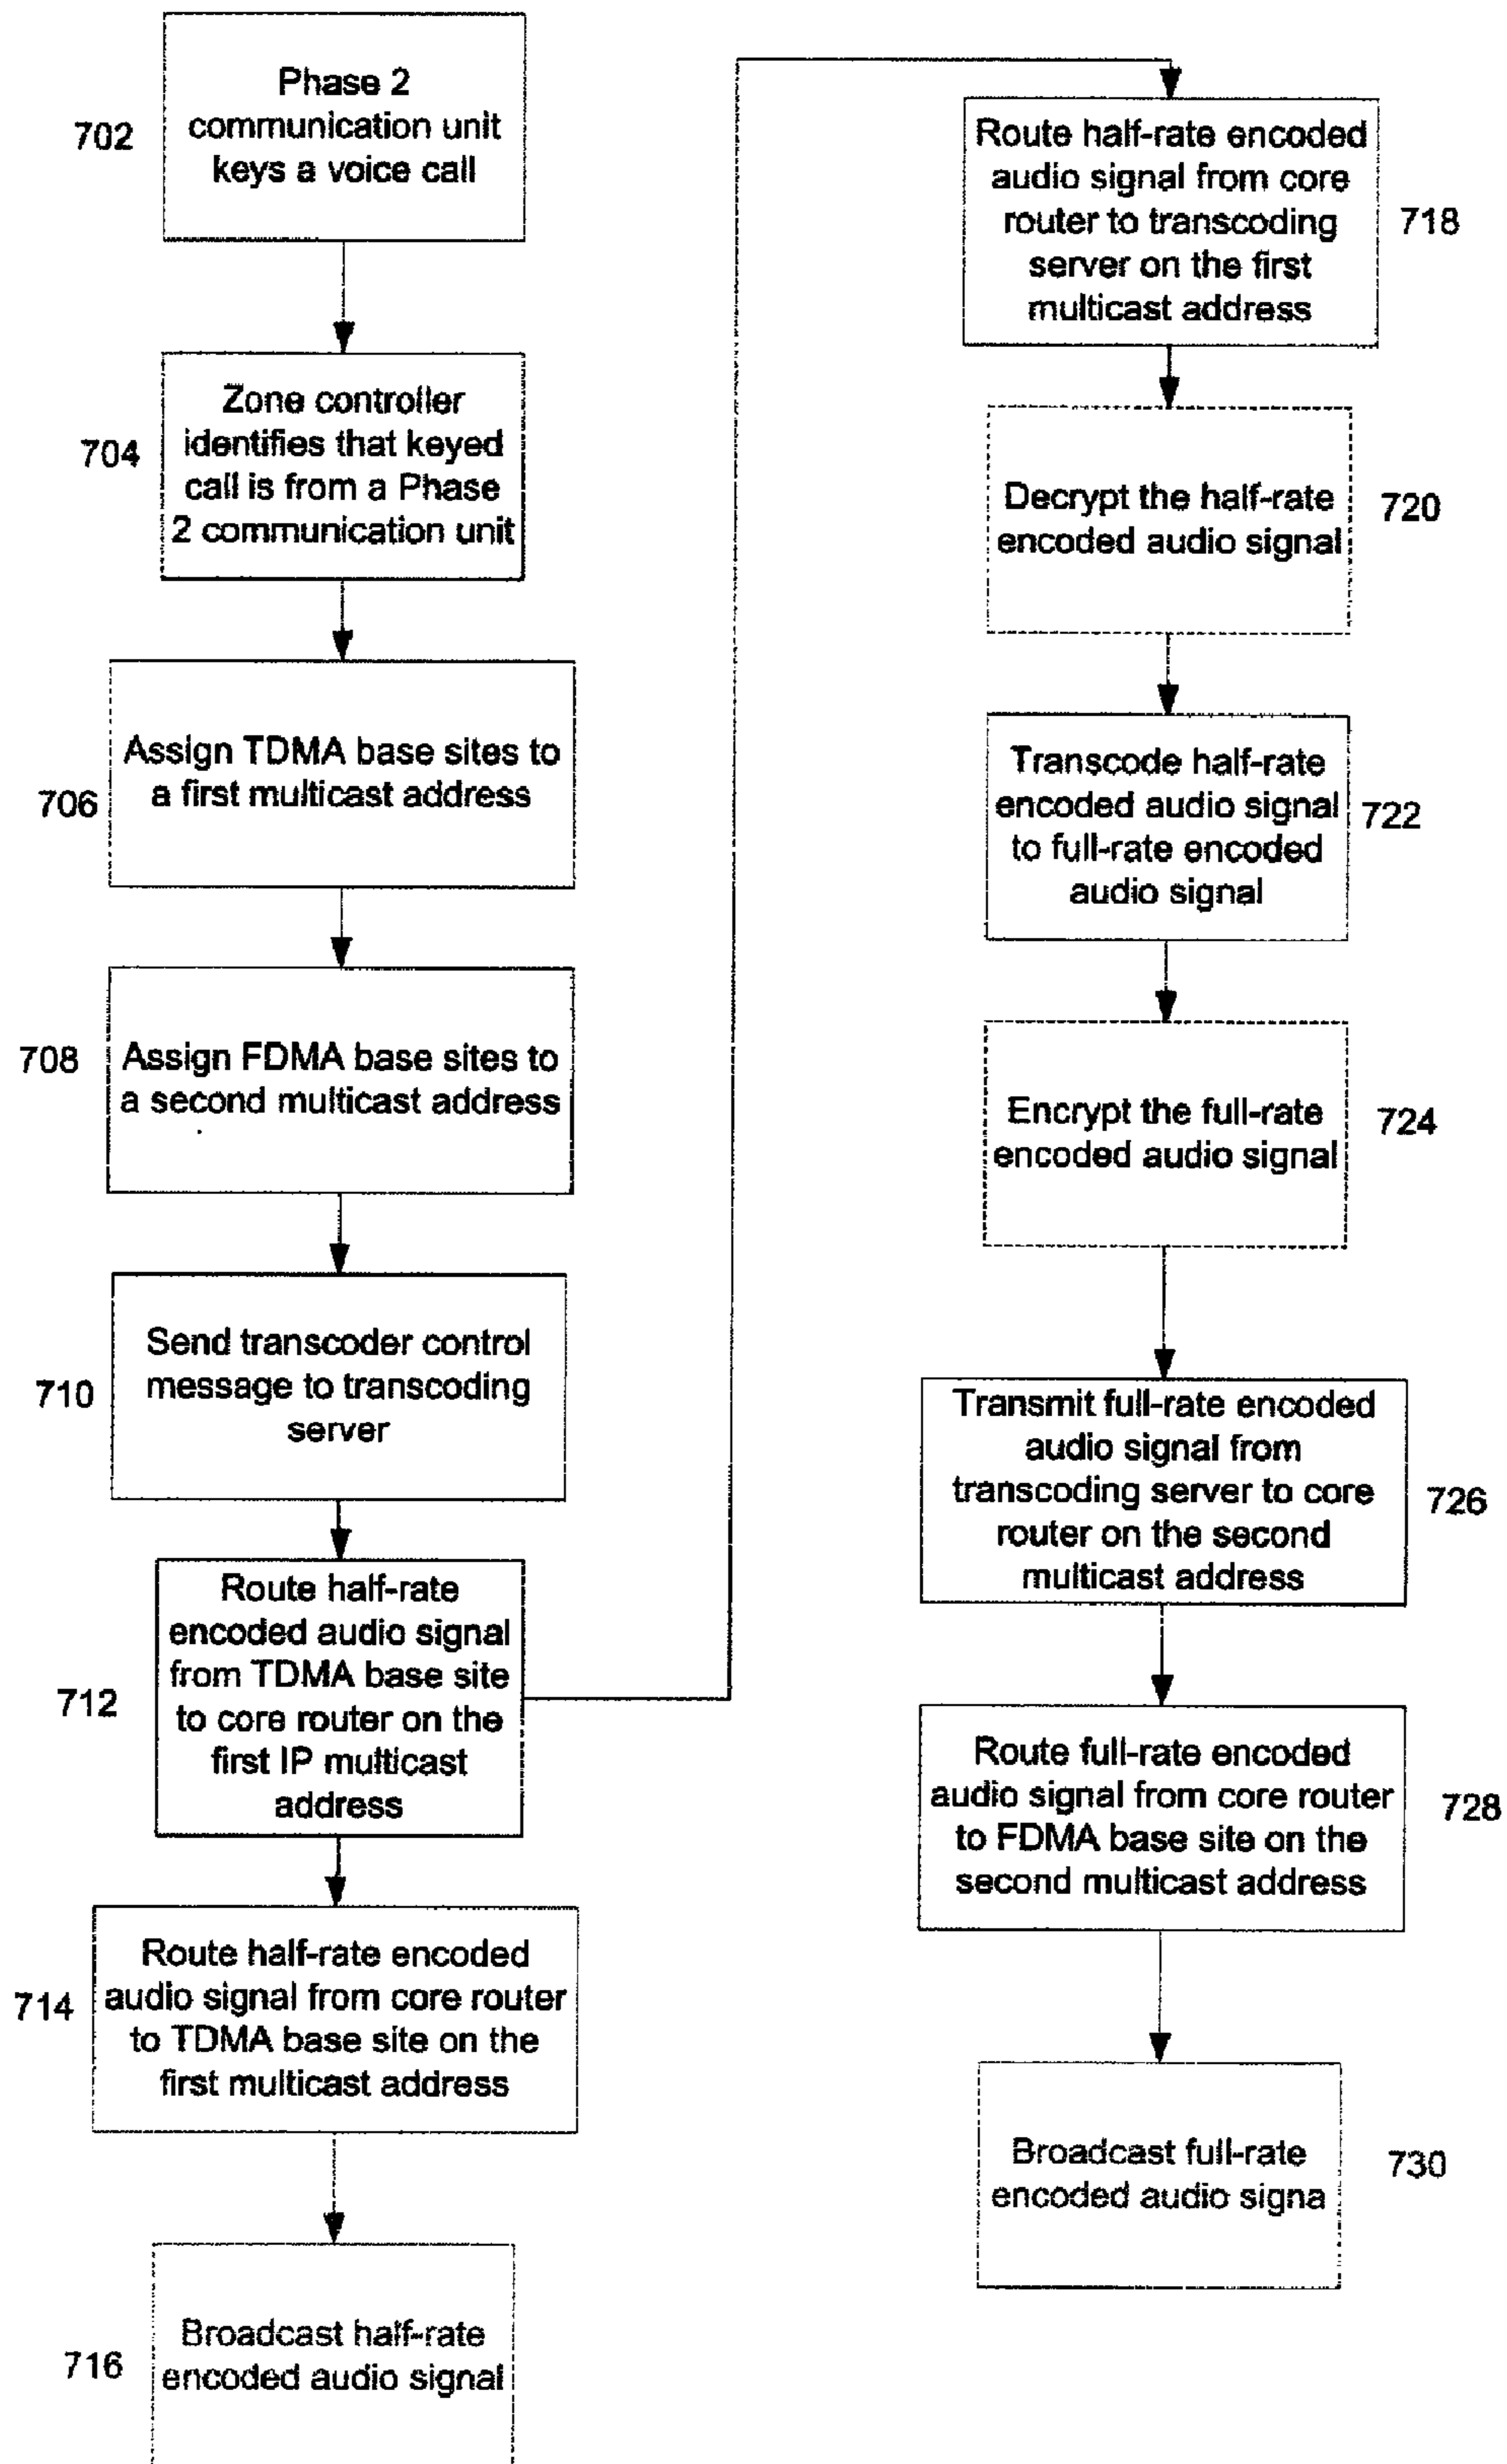 702
Phase 2
communication unit
keys a voice call
704
Zone controller
identifies that keyed
call is from a Phase
2 communication unit
706
Assign TDMA base sites to
a first multicast address
708
Assign FDMA base sites to
a second multicast address
710
Send transcoder control
message to transcoding
server
712
Route half-rate
encoded audio signal
from TDMA base site
to core router on the
first IP multicast
address
714
Route half-rate encoded
audio signal from core router
to TDMA base site on the
first multicast address
716
Broadcast half-rate
encoded audio signal
Route half-rate encoded
audio signal from core
router to transcoding
server on the first
multicast address
718
Decrypt the half-rate
encoded audio signal
720
Transcode half-rate
encoded audio signal
to full-rate encoded
audio signal
722
Encrypt the full-rate
encoded audio signal
724
Transmit full-rate encoded
audio signal from
transcoding server to core
router on the second
multicast address
726
Route full-rate encoded
audio signal from core router
to FDMA base site on the
second multicast address
728
Broadcast full-rate
encoded audio signa
730